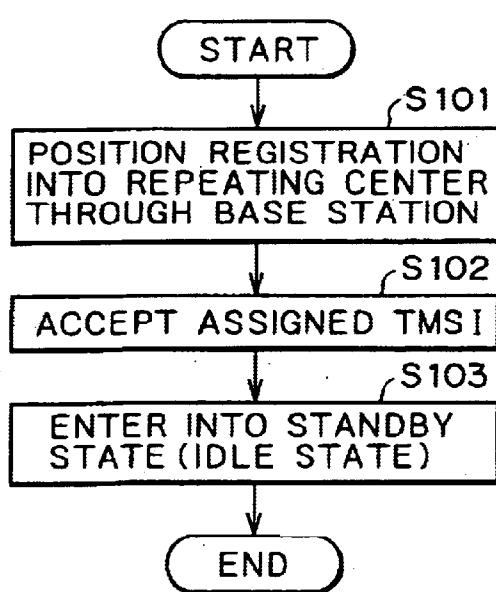 START
S101
POSITION REGISTRATION
INTO REPEATING CENTER
THROUGH BASE STATION
S102
ACCEPT ASSIGNED TMSI
S103
ENTER INTO STANDBY
STATE (IDLE STATE)
END